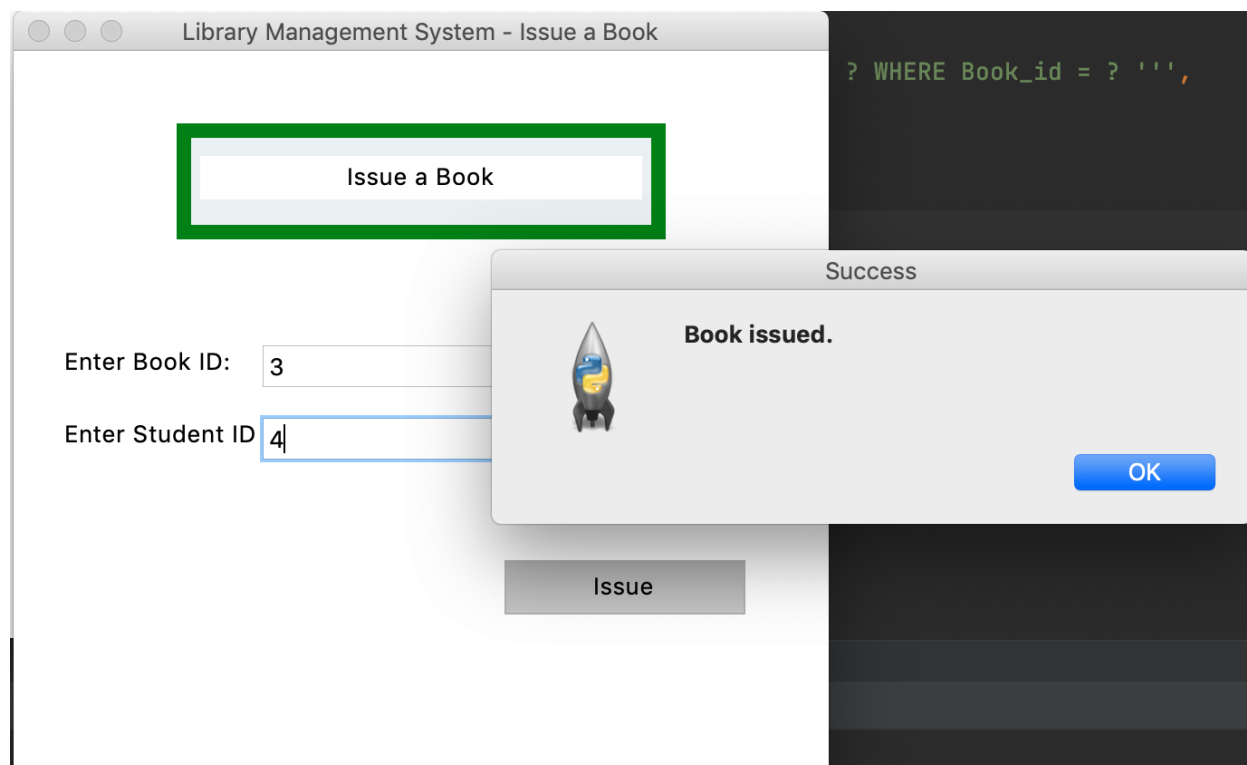 Library Management System - Issue a Book
? WHERE Book_id = ? ''',
Issue a Book
Success
Book issued.
Enter Book ID: 3
Enter Student ID 4
OK
Issue